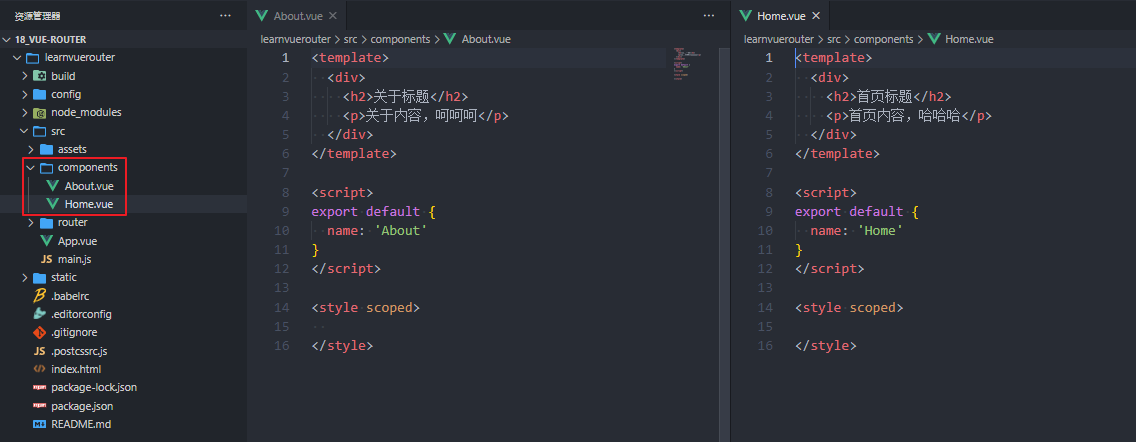 资源管理器 ···
18_VUE-ROUTER
learnvuerouter
build
config
node_modules
src
assets
components
About.vue
Home.vue
router
App.vue
JS main.js
static
.babelrc
.editorconfig
.gitignore
JS .postcssrc.js
index.html
package-lock.json
package.json
README.md
About.vue ···
learnvuerouter > src > components > About.vue
1 <template>
2 <div>
3 <h2>关于标题</h2>
4 <p>关于内容，呵呵呵</p>
5 </div>
6 </template>
7
8 <script>
9 export default {
10 name: 'About'
11 }
12 </script>
13
14 <style scoped>
15
16 </style>
Home.vue
learnvuerouter > src > components > Home.vue
1 <template>
2 <div>
3 <h2>首页标题</h2>
4 <p>首页内容，哈哈哈</p>
5 </div>
6 </template>
7
8 <script>
9 export default {
10 name: 'Home'
11 }
12 </script>
13
14 <style scoped>
15
16 </style>